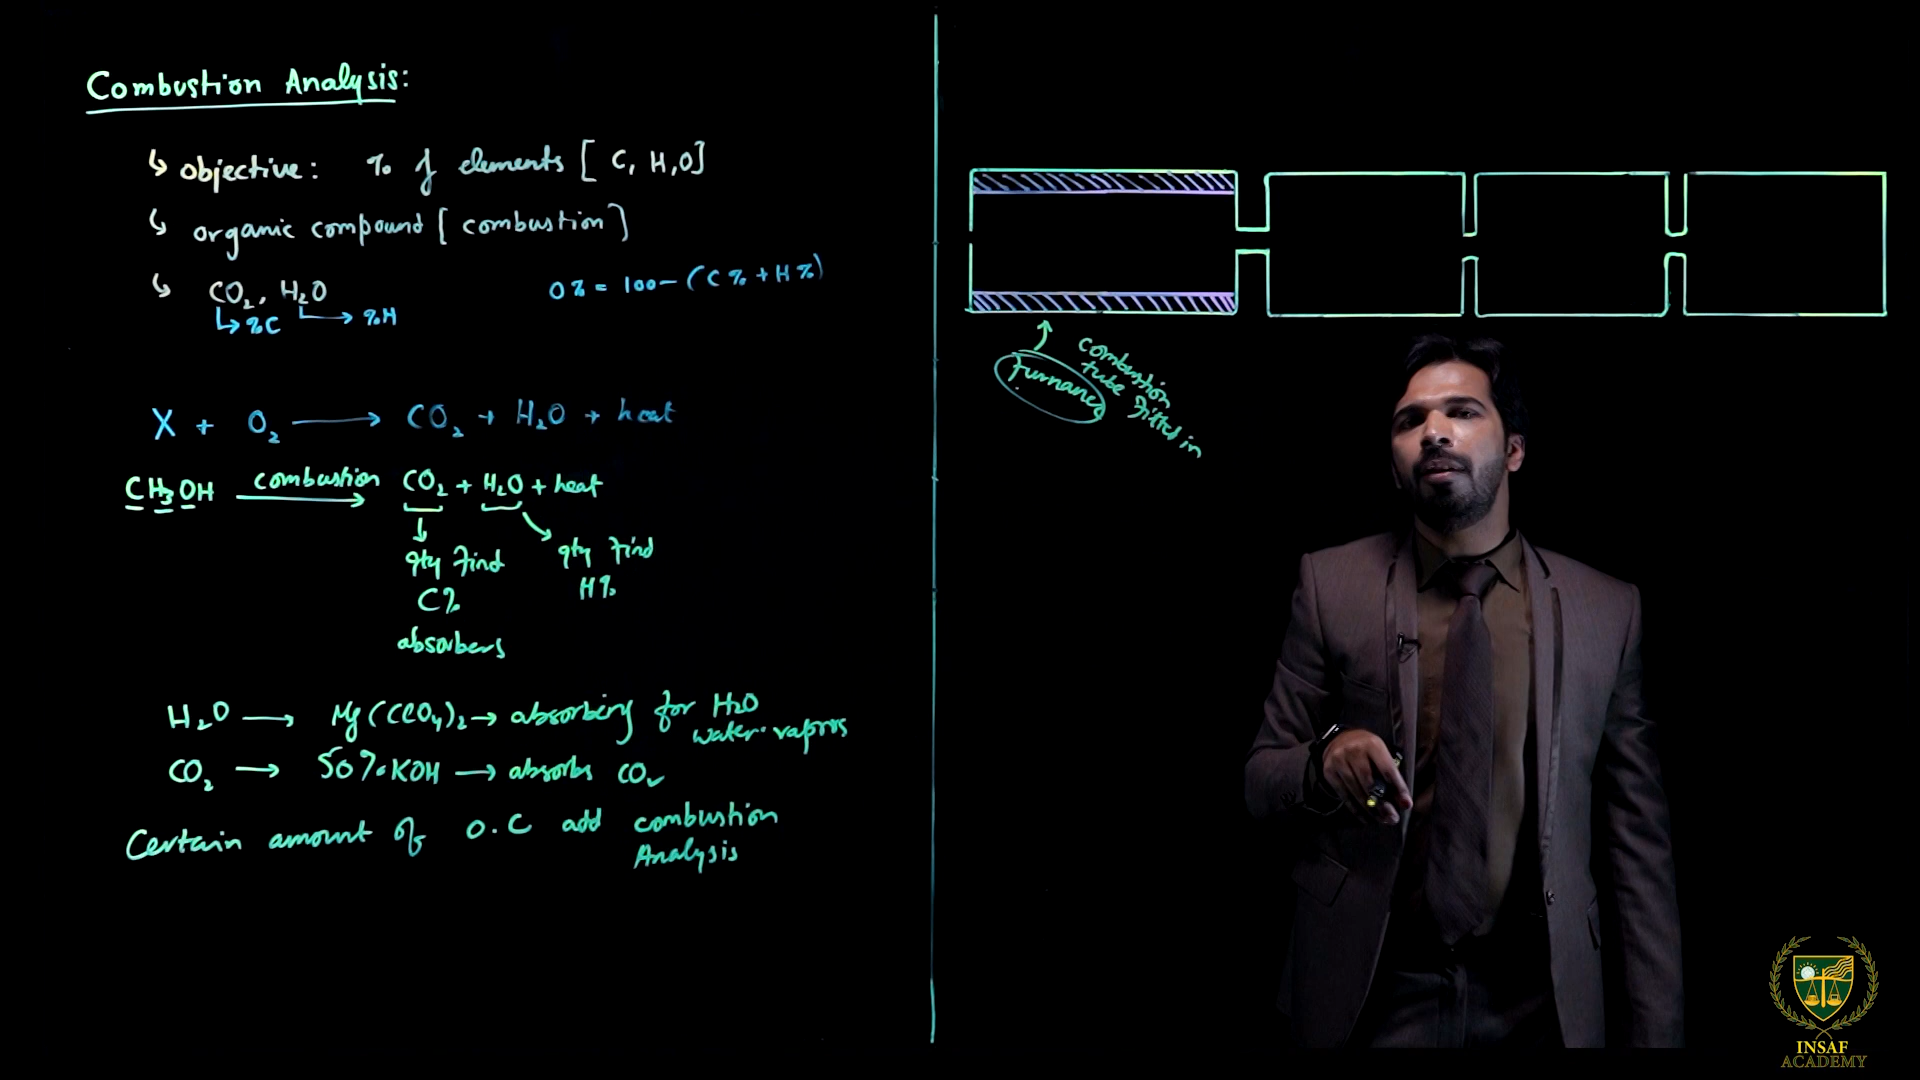 Combustion Analysis:
↳ objective: % of elements [ C, H,O]
↳ organic compound [ combustion ]
↳ CO₂, H₂O
↳ %C → %H
O% = 100 - (C% + H%)
X + O₂ → CO₂ + H₂O + heat
CH₃OH combustion → CO₂ + H₂O + heat
qty find
C%
absorbers
qty find
H%
H₂O → Mg(ClO₄)₂ → absorbing for H₂O
water vapros
CO₂ → 50% KOH → absorbs CO₂
Certain amount of O.C add combustion
Analysis
furnance
combustion
tube fitted in
INSAF
ACADEMY